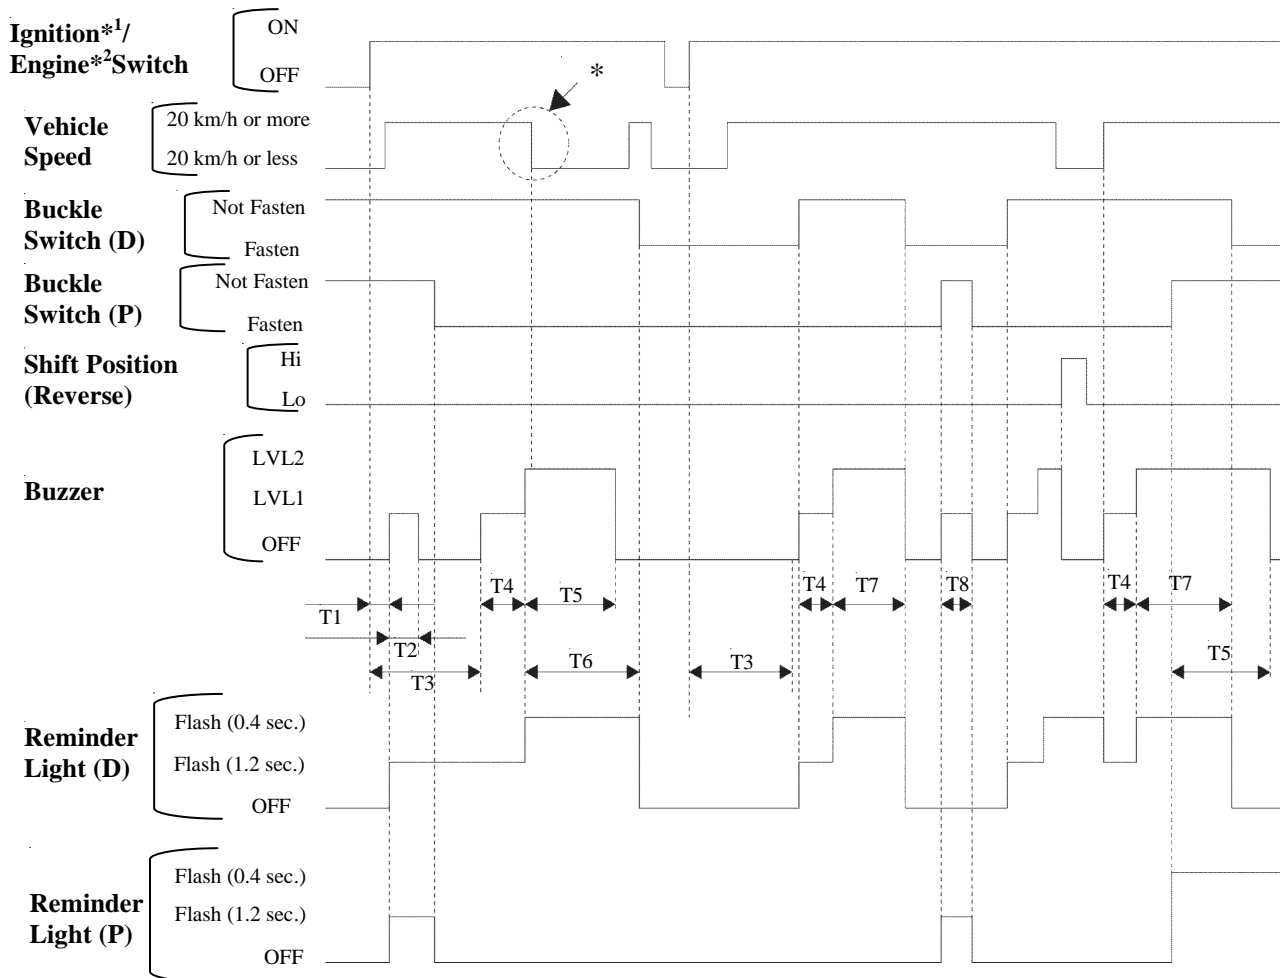 Ignition*1/
Engine*2Switch
ON
OFF
*
Vehicle
Speed
20 km/h or more
20 km/h or less
Buckle
Switch (D)
Not Fasten
Fasten
Buckle
Switch (P)
Not Fasten
Fasten
Shift Position
(Reverse)
Hi
Lo
Buzzer
LVL2
LVL1
OFF
T4
T5
T4
T7
T8
T4
T7
T1
T2
T3
T6
T3
T5
Reminder
Light (D)
Flash (0.4 sec.)
Flash (1.2 sec.)
OFF
Reminder
Light (P)
Flash (0.4 sec.)
Flash (1.2 sec.)
OFF